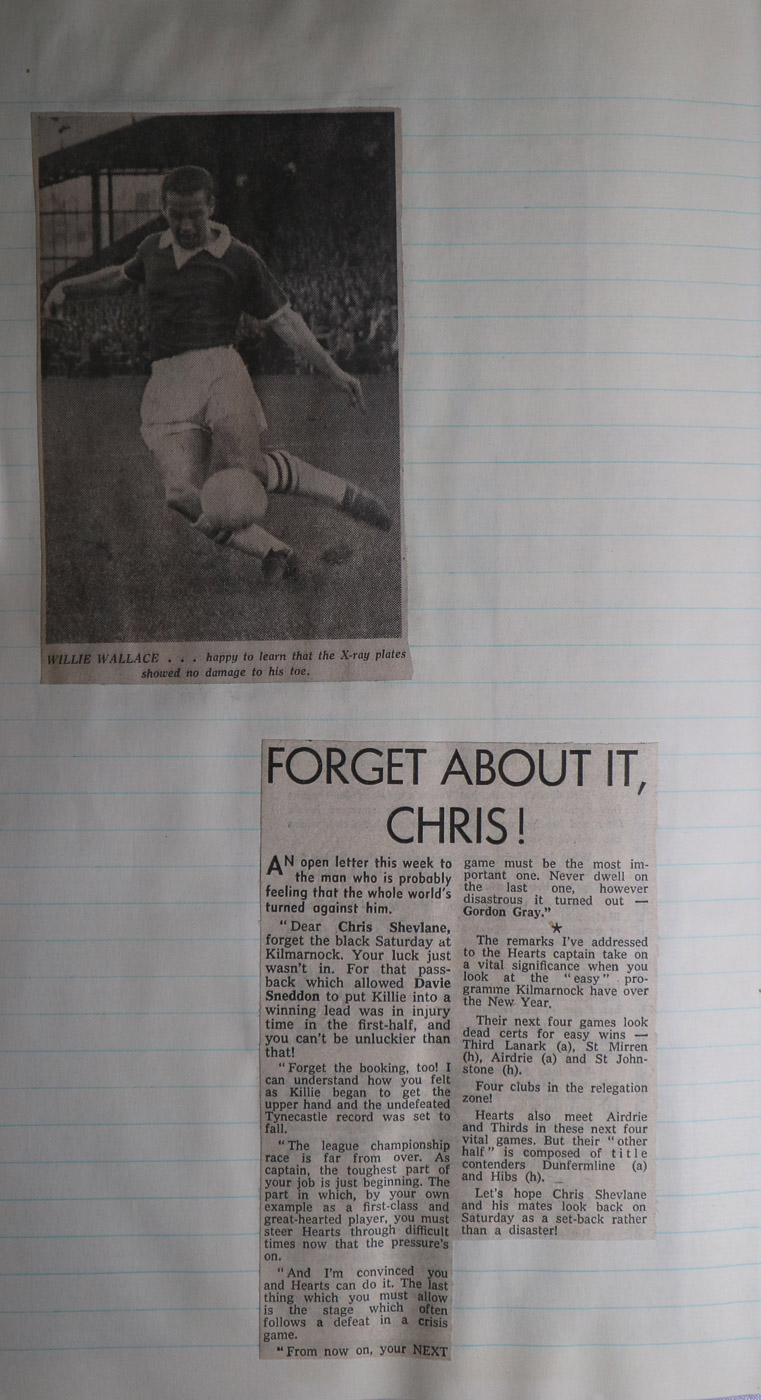 WILLIE WALLACE . . . happy to learn that the X-ray plates
showed no damage to his toe.
FORGET ABOUT IT,
CHRIS!
AN open letter this week to
the man who is probably
feeling that the whole world's
turned against him.
"Dear Chris Shevlane,
forget the black Saturday at
Kilmarnock. Your luck just
wasn't in. For that pass-
back which allowed Davie
Sneddon to put Killie into a
winning lead was in injury
time in the first-half, and
you can't be unluckier than
that!
"Forget the booking, too! I
can understand how you felt
as Killie began to get the
upper hand and the undefeated
Tynecastle record was set to
fall.
"The league championship
race is far from over. As
captain, the toughest part of
your job is just beginning. The
part in which, by your own
example as a first-class and
great-hearted player, you must
steer Hearts through difficult
times now that the pressure's
on.
"And I'm convinced you
and Hearts can do it. The last
thing which you must allow
is the stage which often
follows a defeat in a crisis
game.
"From now on, your NEXT
game must be the most im-
portant one. Never dwell on
the last one, however
disastrous it turned out —
Gordon Gray."
★
The remarks I've addressed
to the Hearts captain take on
a vital significance when you
look at the "easy" pro-
gramme Kilmarnock have over
the New Year.
Their next four games look
dead certs for easy wins —
Third Lanark (a), St Mirren
(h), Airdrie (a) and St John-
stone (h).
Four clubs in the relegation
zone!
Hearts also meet Airdrie
and Thirds in these next four
vital games. But their "other
half" is composed of title
contenders Dunfermline (a)
and Hibs (h).
Let's hope Chris Shevlane
and his mates look back on
Saturday as a set-back rather
than a disaster!